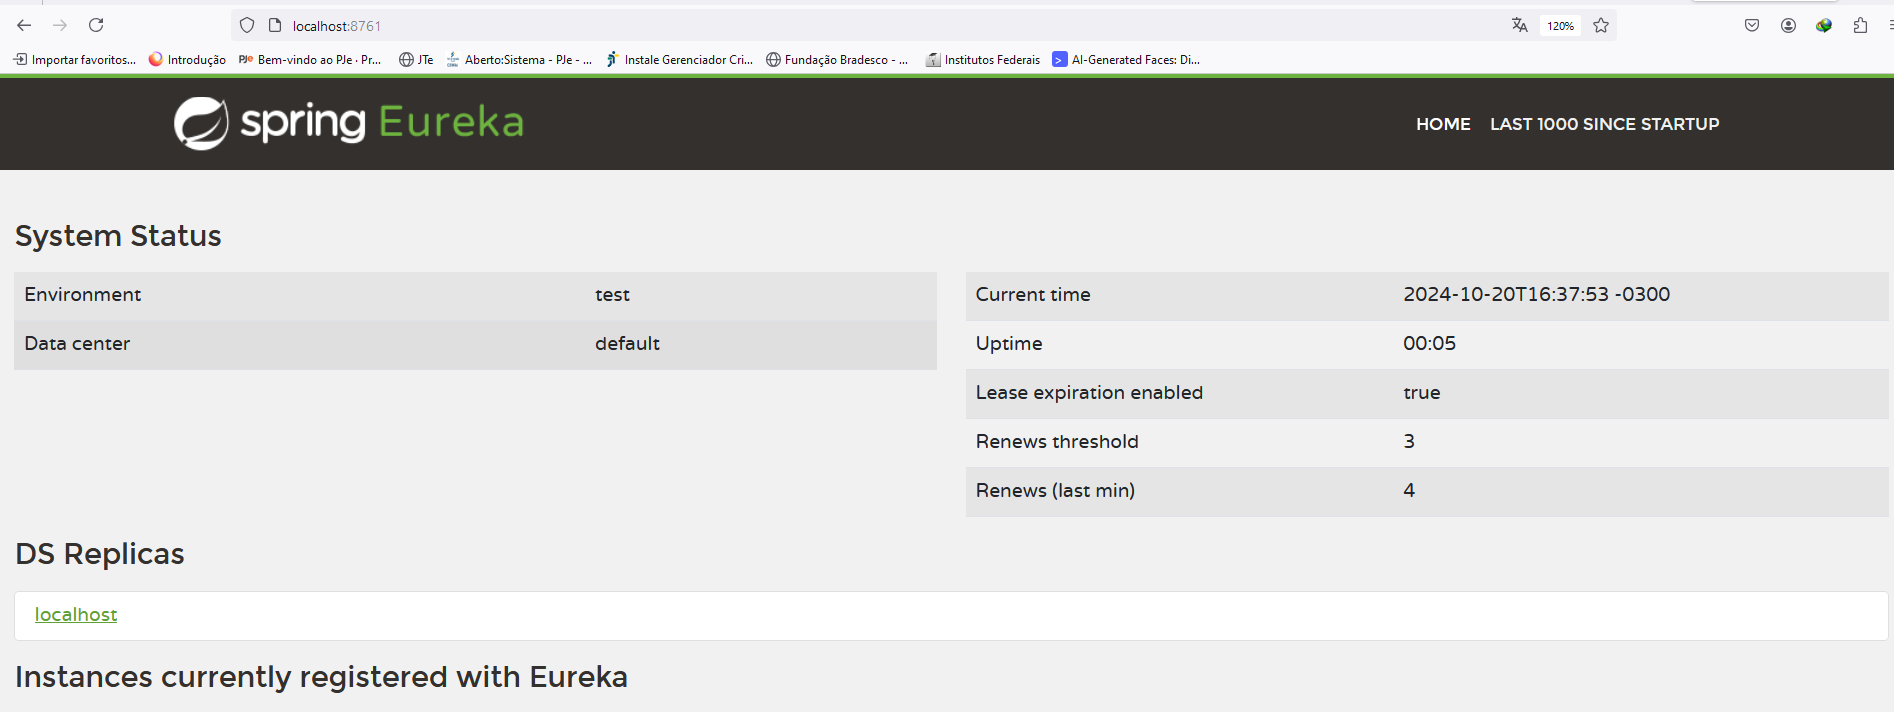 localhost:8761
120%
Importar favoritos...
Introdução
PJe Bem-vindo ao PJe · Pr...
JTe
Aberto:Sistema - PJe - ...
Instale Gerenciador Cri...
Fundação Bradesco - ...
Institutos Federais
AI-Generated Faces: Di...
spring Eureka
HOME
LAST 1000 SINCE STARTUP
System Status
Environment test
Data center default
Current time 2024-10-20T16:37:53 -0300
Uptime 00:05
Lease expiration enabled true
Renews threshold 3
Renews (last min) 4
DS Replicas
localhost
Instances currently registered with Eureka